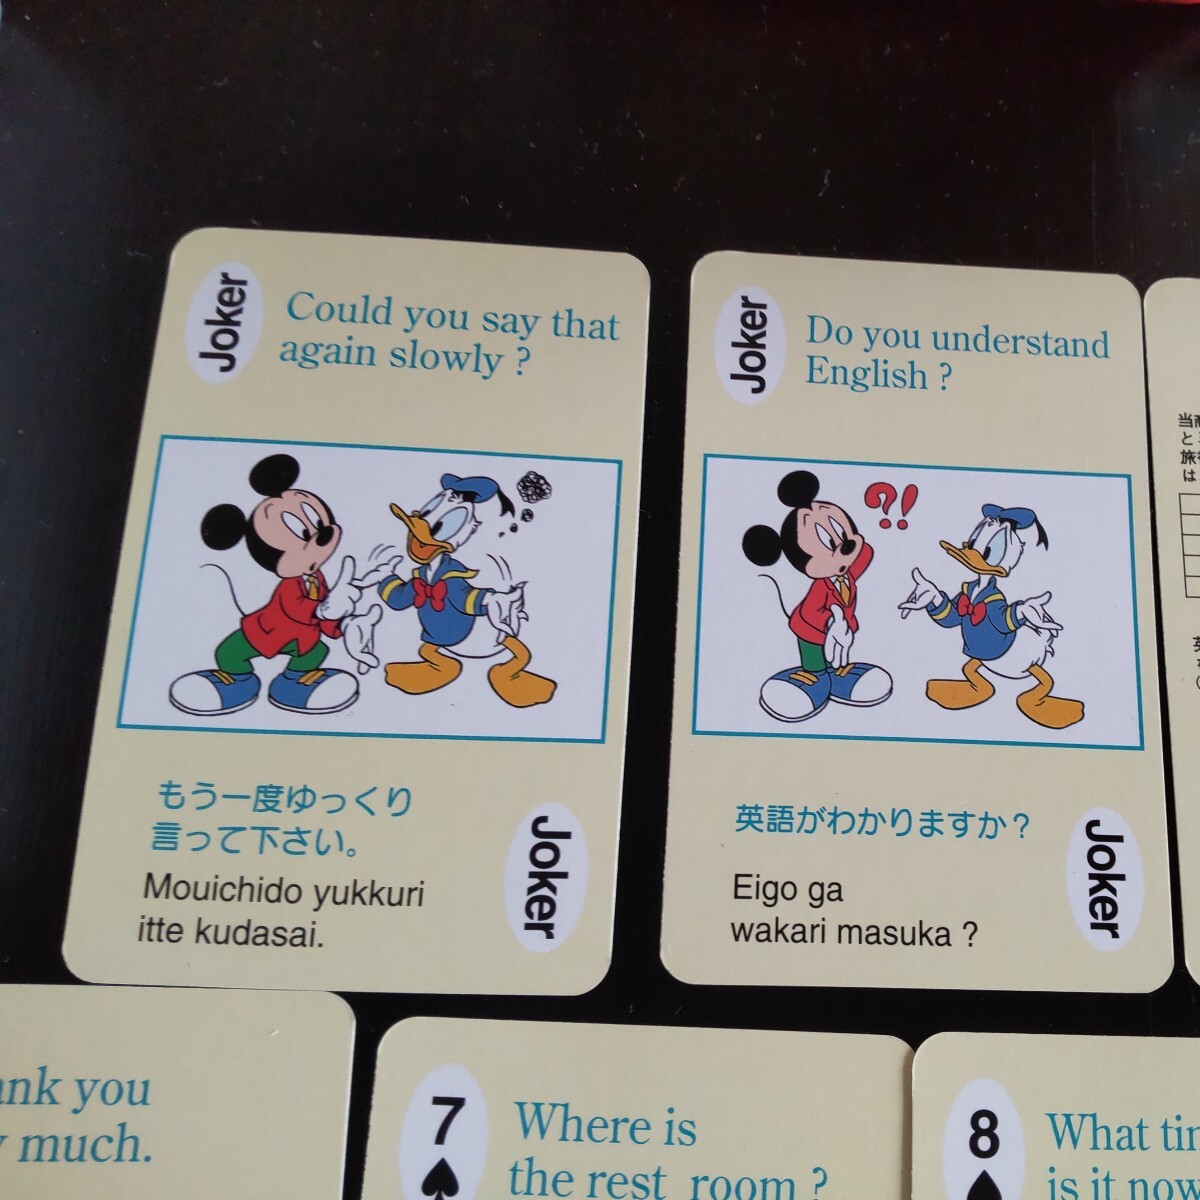 Joker
Could you say that
again slowly ?
もう一度ゆっくり
言って下さい。
Mouichido yukkuri
itte kudasai.
Joker
Joker
Do you understand
English ?
?!
英語がわかりますか?
Eigo ga
wakari masuka ?
Joker
と
は
you
much.
7
Where is
the rest room ?
8
What
is it now